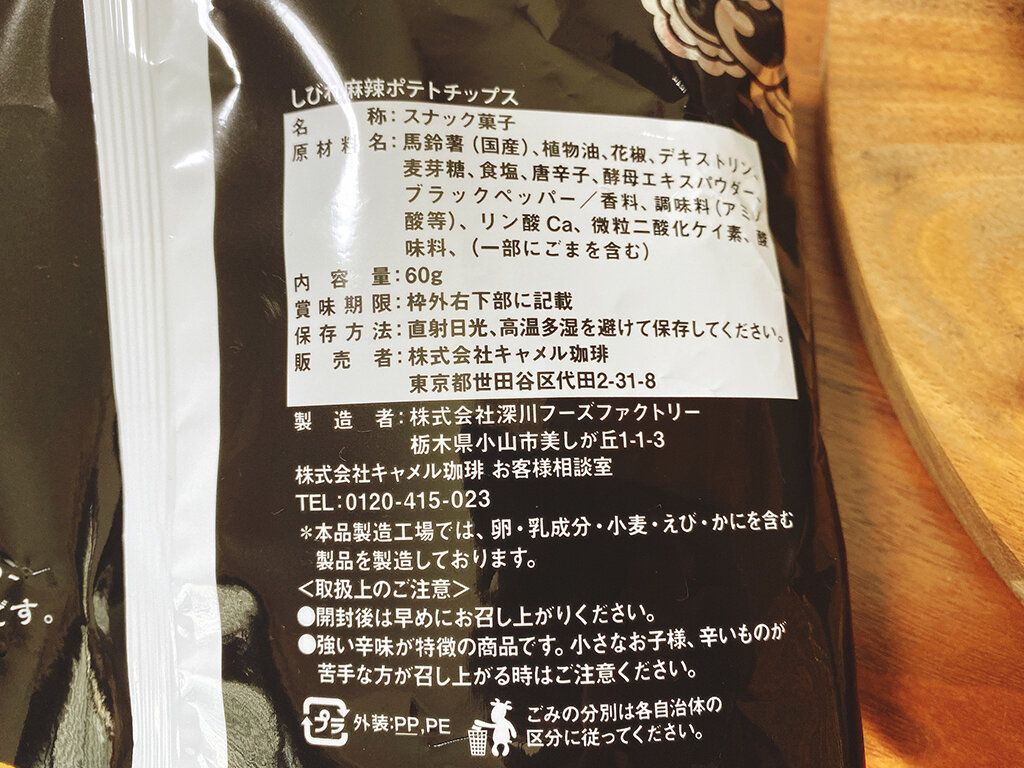 しびれ麻辣ポテトチップス
名称:スナック菓子
原材料名:馬鈴薯(国産)、植物油、花椒、デキストリン、
麦芽糖、食塩、唐辛子、酵母エキスパウダー、
ブラックペッパー/香料、調味料(アミノ
酸等)、リン酸Ca、微粒二酸化ケイ素、酸
味料、(一部にごまを含む)
内容量:60g
賞味期限:枠外右下部に記載
保存方法:直射日光、高温多湿を避けて保存してください。
販売者:株式会社キャメル珈琲
東京都世田谷区代田2-31-8
製造者:株式会社深川フーズファクトリー
栃木県小山市美しが丘1-1-3
株式会社キャメル珈琲 お客様相談室
TEL:0120-415-023
*本品製造工場では、卵・乳成分・小麦・えび・かにを含む
製品を製造しております。
<取扱上のご注意>
●開封後は早めにお召し上がりください。
●強い辛味が特徴の商品です。小さなお子様、辛いものが
苦手な方が召し上がる時はご注意ください。
プラ 外装:PP,PE
ごみの分別は各自治体の
区分に従ってください。
です。